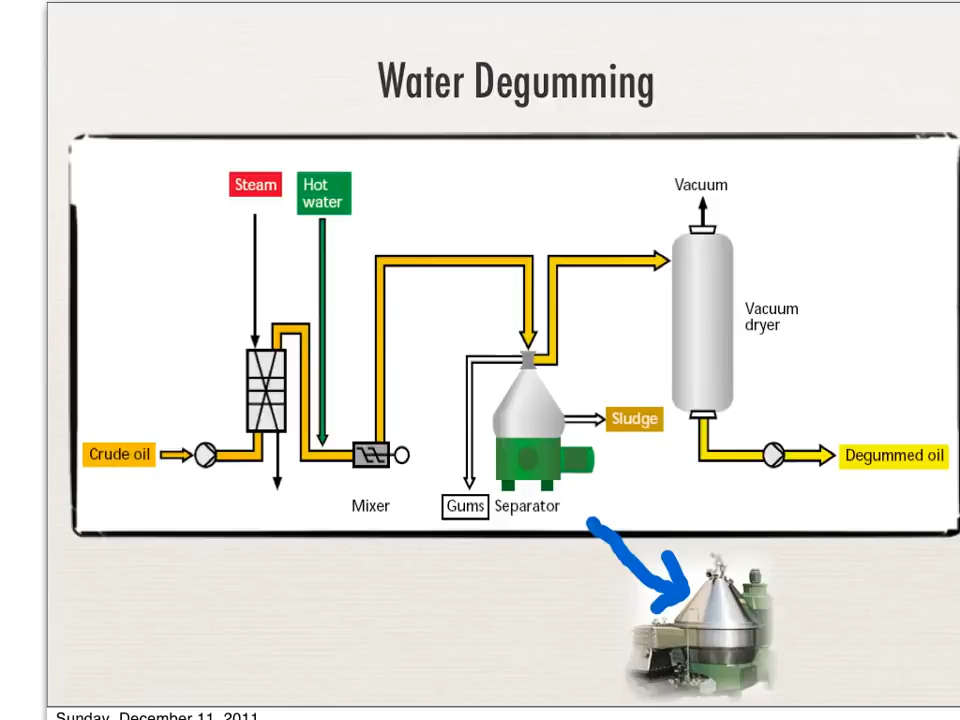 Water Degumming
Steam
Hot
water
Vacuum
Vacuum
dryer
Sludge
Crude oil
Degummed oil
Mixer
Gums
Separator
Sunday, December 11, 2011